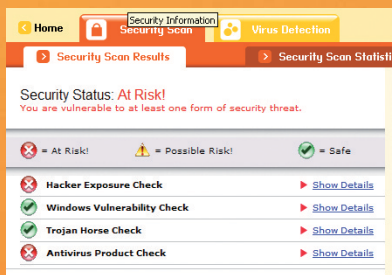 Home
Security Scan
Security Information
Virus Detection
Security Scan Results
Security Scan Statisti
Security Status: At Risk!
You are vulnerable to at least one form of security threat.
= At Risk! = Possible Risk! = Safe
Hacker Exposure Check Show Details
Windows Vulnerability Check Show Details
Trojan Horse Check Show Details
Antivirus Product Check Show Details